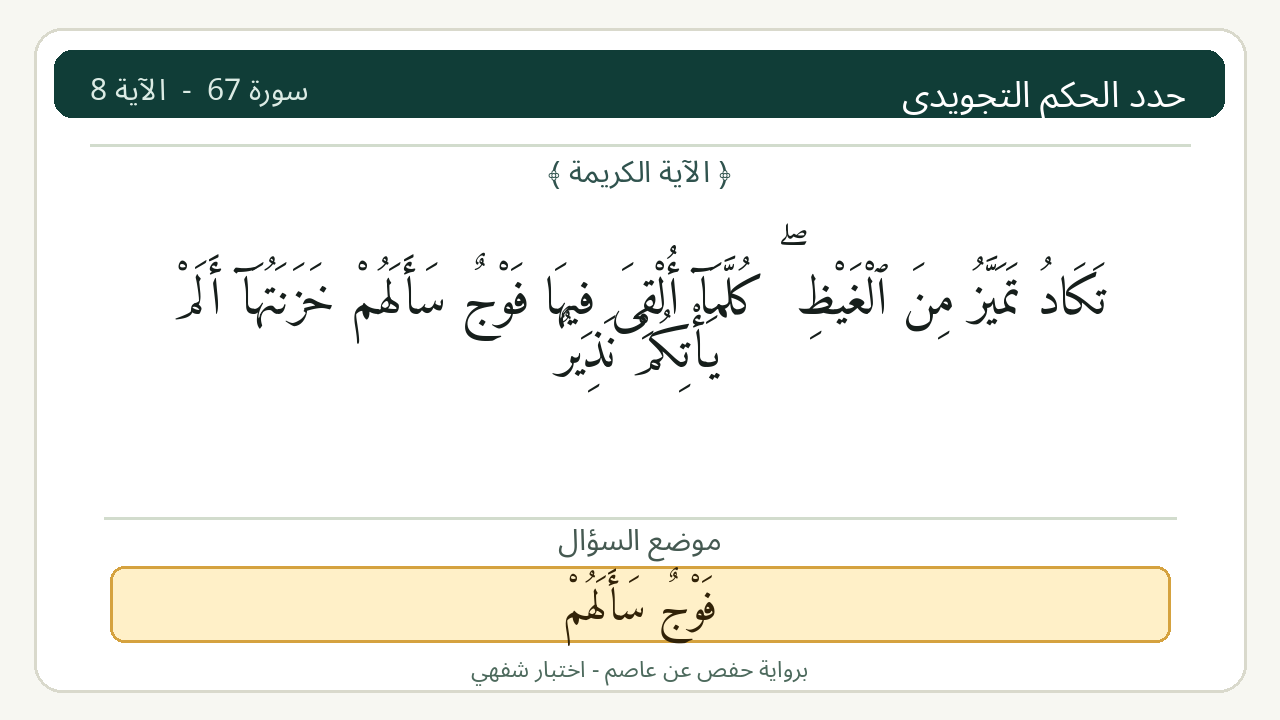 حدد الحكم التجويدي
سورة 67 - الآية 8
﴿ الآية الكريمة ﴾
تَكَادُ تَمَيَّزُ مِنَ ٱلْغَيْظِ ۖ كُلَّمَآ أُلْقِىَ فِيهَا فَوْجٌ سَأَلَهُمْ خَزَنَتُهَآ أَلَمْ
يَأْتِكُمْ نَذِيرٌ
موضع السؤال
فَوْجٌ سَأَلَهُمْ
برواية حفص عن عاصم - اختبار شفهي